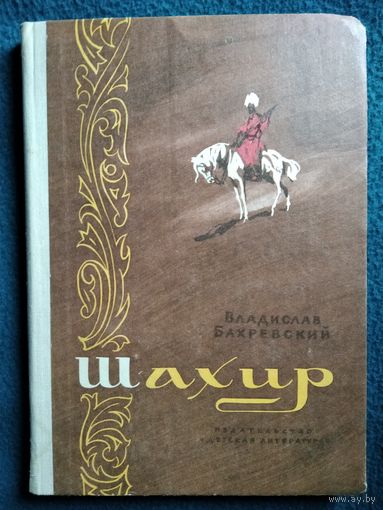 Владислав
Бахревский
Шахир
издательство
«детская литература»
www.ay.by